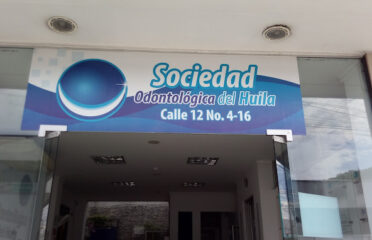 Sociedad
Odontológica del Huila
Calle 12 No. 4-16